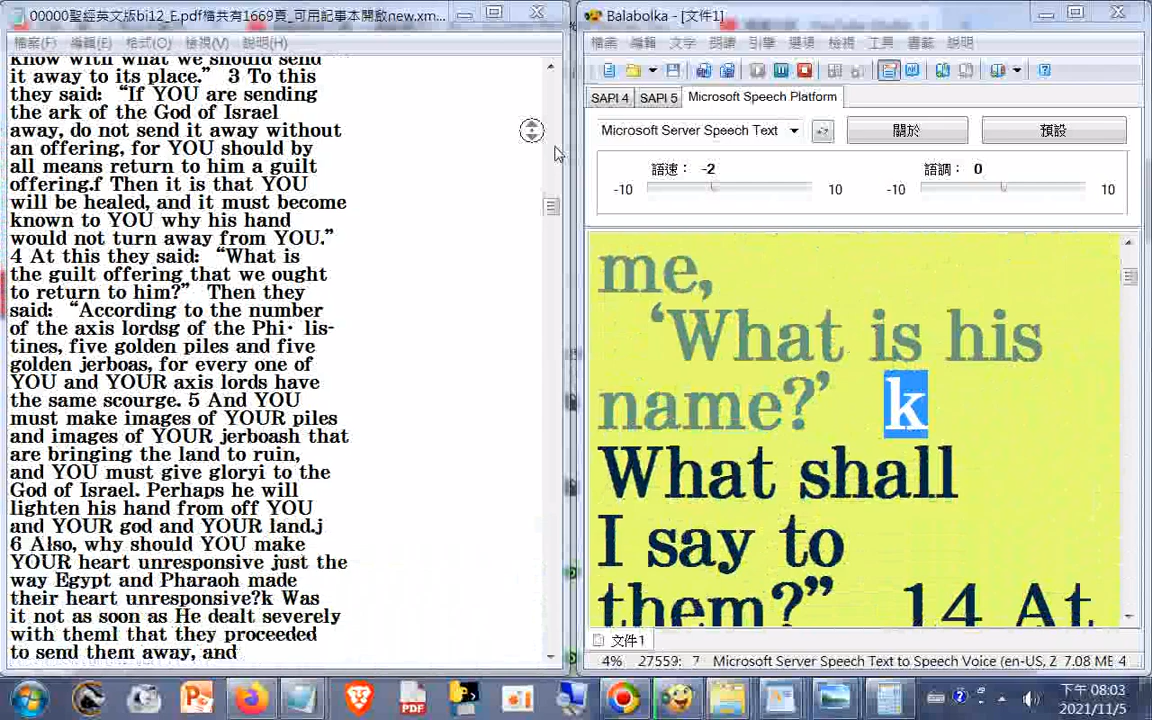 00000聖經英文版bi12_E.pdf檔共有1669頁_可用記事本開啟new.xm...
檔案(F) 編輯(E) 格式(O) 檢視(V) 說明(H)
know with what we should send
it away to its place.” 3 To this
they said: “If YOU are sending
the ark of the God of Israel
away, do not send it away without
an offering, for YOU should by
all means return to him a guilt
offering.f Then it is that YOU
will be healed, and it must become
known to YOU why his hand
would not turn away from YOU.”
4 At this they said: “What is
the guilt offering that we ought
to return to him?” Then they
said: “According to the number
of the axis lordsg of the Phi· lis-
tines, five golden piles and five
golden jerboas, for every one of
YOU and YOUR axis lords have
the same scourge. 5 And YOU
must make images of YOUR piles
and images of YOUR jerboash that
are bringing the land to ruin,
and YOU must give gloryi to the
God of Israel. Perhaps he will
lighten his hand from off YOU
and YOUR god and YOUR land.j
6 Also, why should YOU make
YOUR heart unresponsive just the
way Egypt and Pharaoh made
their heart unresponsive?k Was
it not as soon as He dealt severely
with theml that they proceeded
to send them away, and
Balabolka - [文件1]
檔案 編輯 文字 朗讀 引擎 選項 檢視 工具 書籤 說明
SAPI 4 SAPI 5 Microsoft Speech Platform
Microsoft Server Speech Text 關於 預設
語速： -2 語調： 0
-10 10 -10 10
me,
‘What is his
name?’ k
What shall
I say to
them?” 14 At
文件1
4% 27559: 7 Microsoft Server Speech Text to Speech Voice (en-US, 2 7.08 MB 4
PDF
下午 08:03
2021/11/5